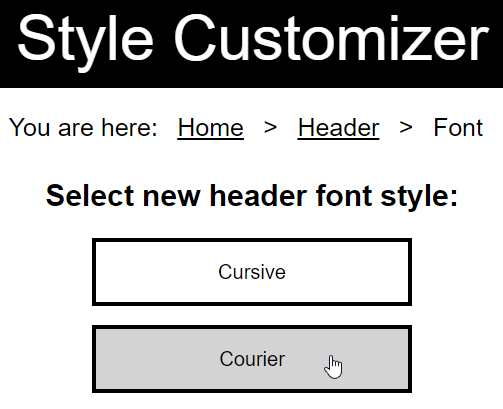 Style Customizer
You are here: Home > Header > Font
Select new header font style:
Cursive
Courier